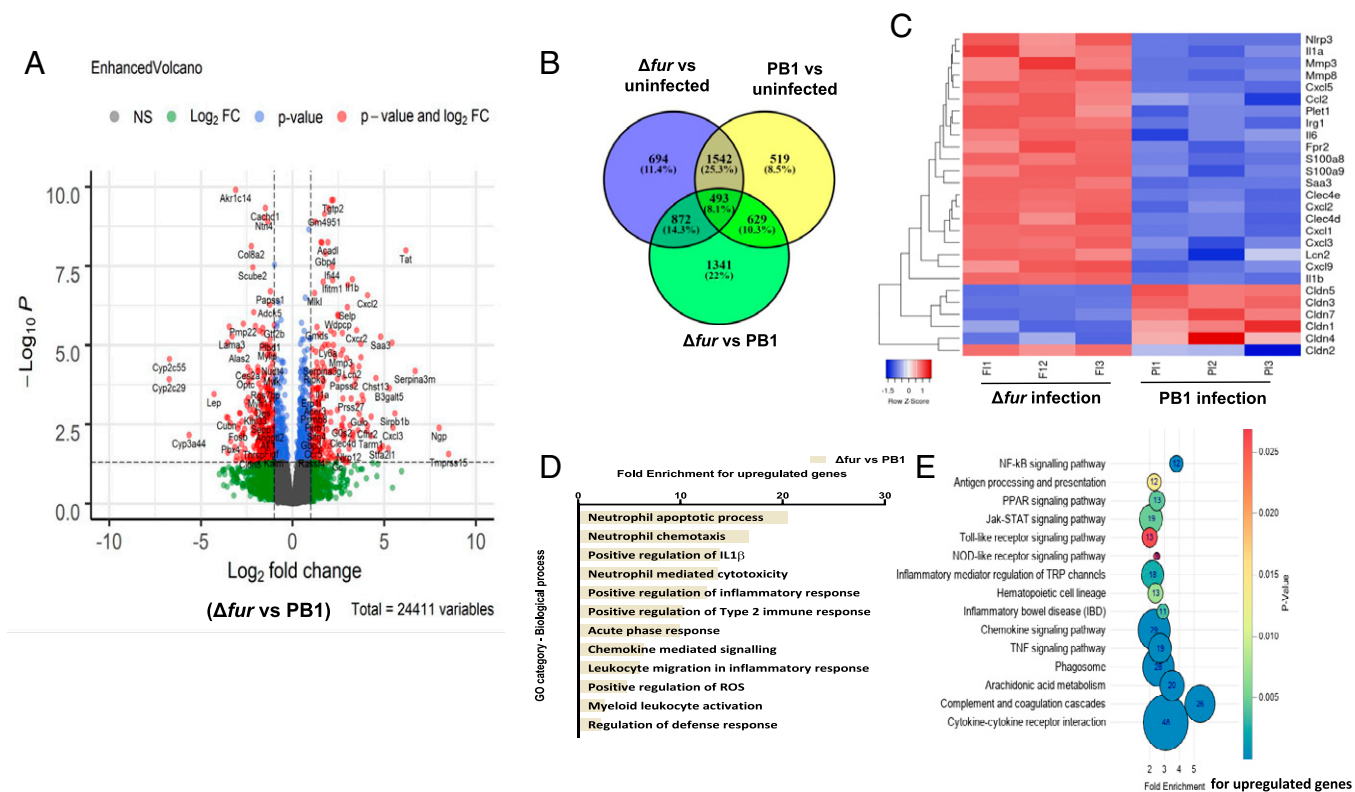 A
EnhancedVolcano
NS
Log2 FC
p-value
p – value and log2 FC
– Log10 P
10.0
7.5
5.0
2.5
0.0
Akr1c14
Tgtp2
Cachd1
Gm4951
Ntn4
Col8a2
Acadl
Gbp4
Tat
Scube2
Ifi44
Ifitm1
Il1b
Papss1
Mlkl
Cxcl2
Adck5
Selp
Pmp22
Gtf2b
Wdpcp
Gmds
Cxcr2
Lama3
Saa3
Alas2
Mmp3
Cyp2c55
Lcn2
Serpina3m
Cyp2c29
Optc
Papss2
Chst13
Il1a
B3galt5
Lep
Prss27
Cubn
Sirpb1b
Fosb
Cxcl3
Ngp
Cyp3a44
Clec4d
Tarm1
Stfa2l1
Nlrp12
Tmprss15
-10
-5
0
5
10
Log2 fold change
(Δfur vs PB1)
Total = 24411 variables
B
Δfur vs
uninfected
PB1 vs
uninfected
694
(11.4%)
1542
(25.3%)
519
(8.5%)
493
(8.1%)
872
(14.3%)
629
(10.3%)
1341
(22%)
Δfur vs PB1
C
Nlrp3
Il1a
Mmp3
Mmp8
Cxcl5
Ccl2
Plet1
Irg1
Il6
Fpr2
S100a8
S100a9
Saa3
Clec4e
Cxcl2
Clec4d
Cxcl1
Cxcl3
Lcn2
Cxcl9
Il1b
Cldn5
Cldn3
Cldn7
Cldn1
Cldn4
Cldn2
FI1
F12
FI3
PI1
PI2
PI3
-1.5
0
1.5
Row Z-Score
Δfur infection
PB1 infection
D
Δfur vs PB1
Fold Enrichment for upregulated genes
0
10
20
30
GO category - Biological process
Neutrophil apoptotic process
Neutrophil chemotaxis
Positive regulation of IL1β
Neutrophil mediated cytotoxicity
Positive regulation of inflammatory response
Positive regulation of Type 2 immune response
Acute phase response
Chemokine mediated signalling
Leukocyte migration in inflammatory response
Positive regulation of ROS
Myeloid leukocyte activation
Regulation of defense response
E
NF-kB signalling pathway
12
Antigen processing and presentation
12
PPAR signaling pathway
13
Jak-STAT signaling pathway
19
Toll-like receptor signaling pathway
13
NOD-like receptor signaling pathway
Inflammatory mediator regulation of TRP channels
18
Hematopoietic cell lineage
13
Inflammatory bowel disease (IBD)
11
Chemokine signaling pathway
29
TNF signaling pathway
19
Phagosome
Arachidonic acid metabolism
20
Complement and coagulation cascades
26
Cytokine-cytokine receptor interaction
48
0.025
0.020
0.015
0.010
0.005
P-Value
2
3
4
5
Fold Enrichment
for upregulated genes